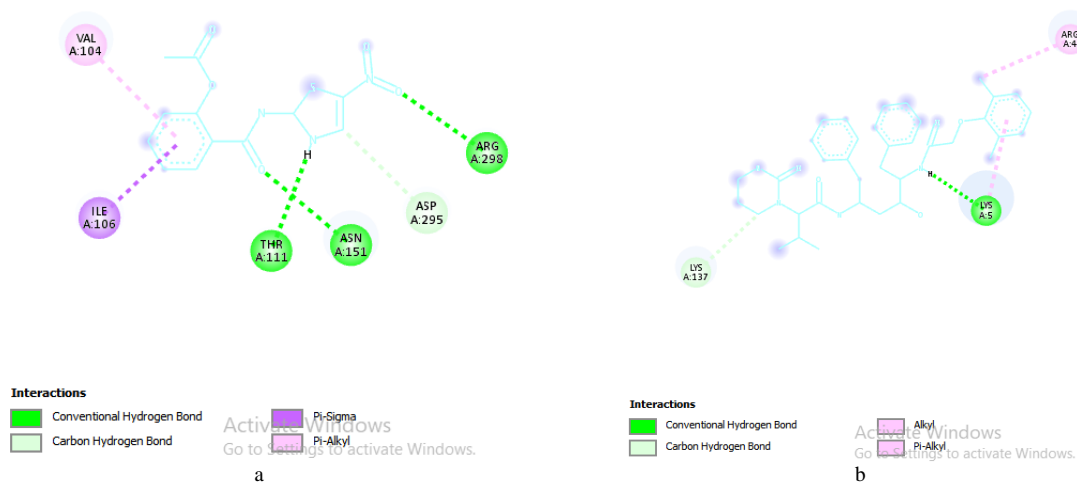 VAL
A:104
ILE
A:106
THR
A:111
ASN
A:151
ASP
A:295
ARG
A:298
H
S
Interactions
Conventional Hydrogen Bond
Carbon Hydrogen Bond
Pi-Sigma
Pi-Alkyl
Activate Windows
Go to Settings to activate Windows.
a
ARG
A:4
LYS
A:5
LYS
A:137
H
Interactions
Conventional Hydrogen Bond
Carbon Hydrogen Bond
Alkyl
Pi-Alkyl
Activate Windows
Go to Settings to activate Windows.
b